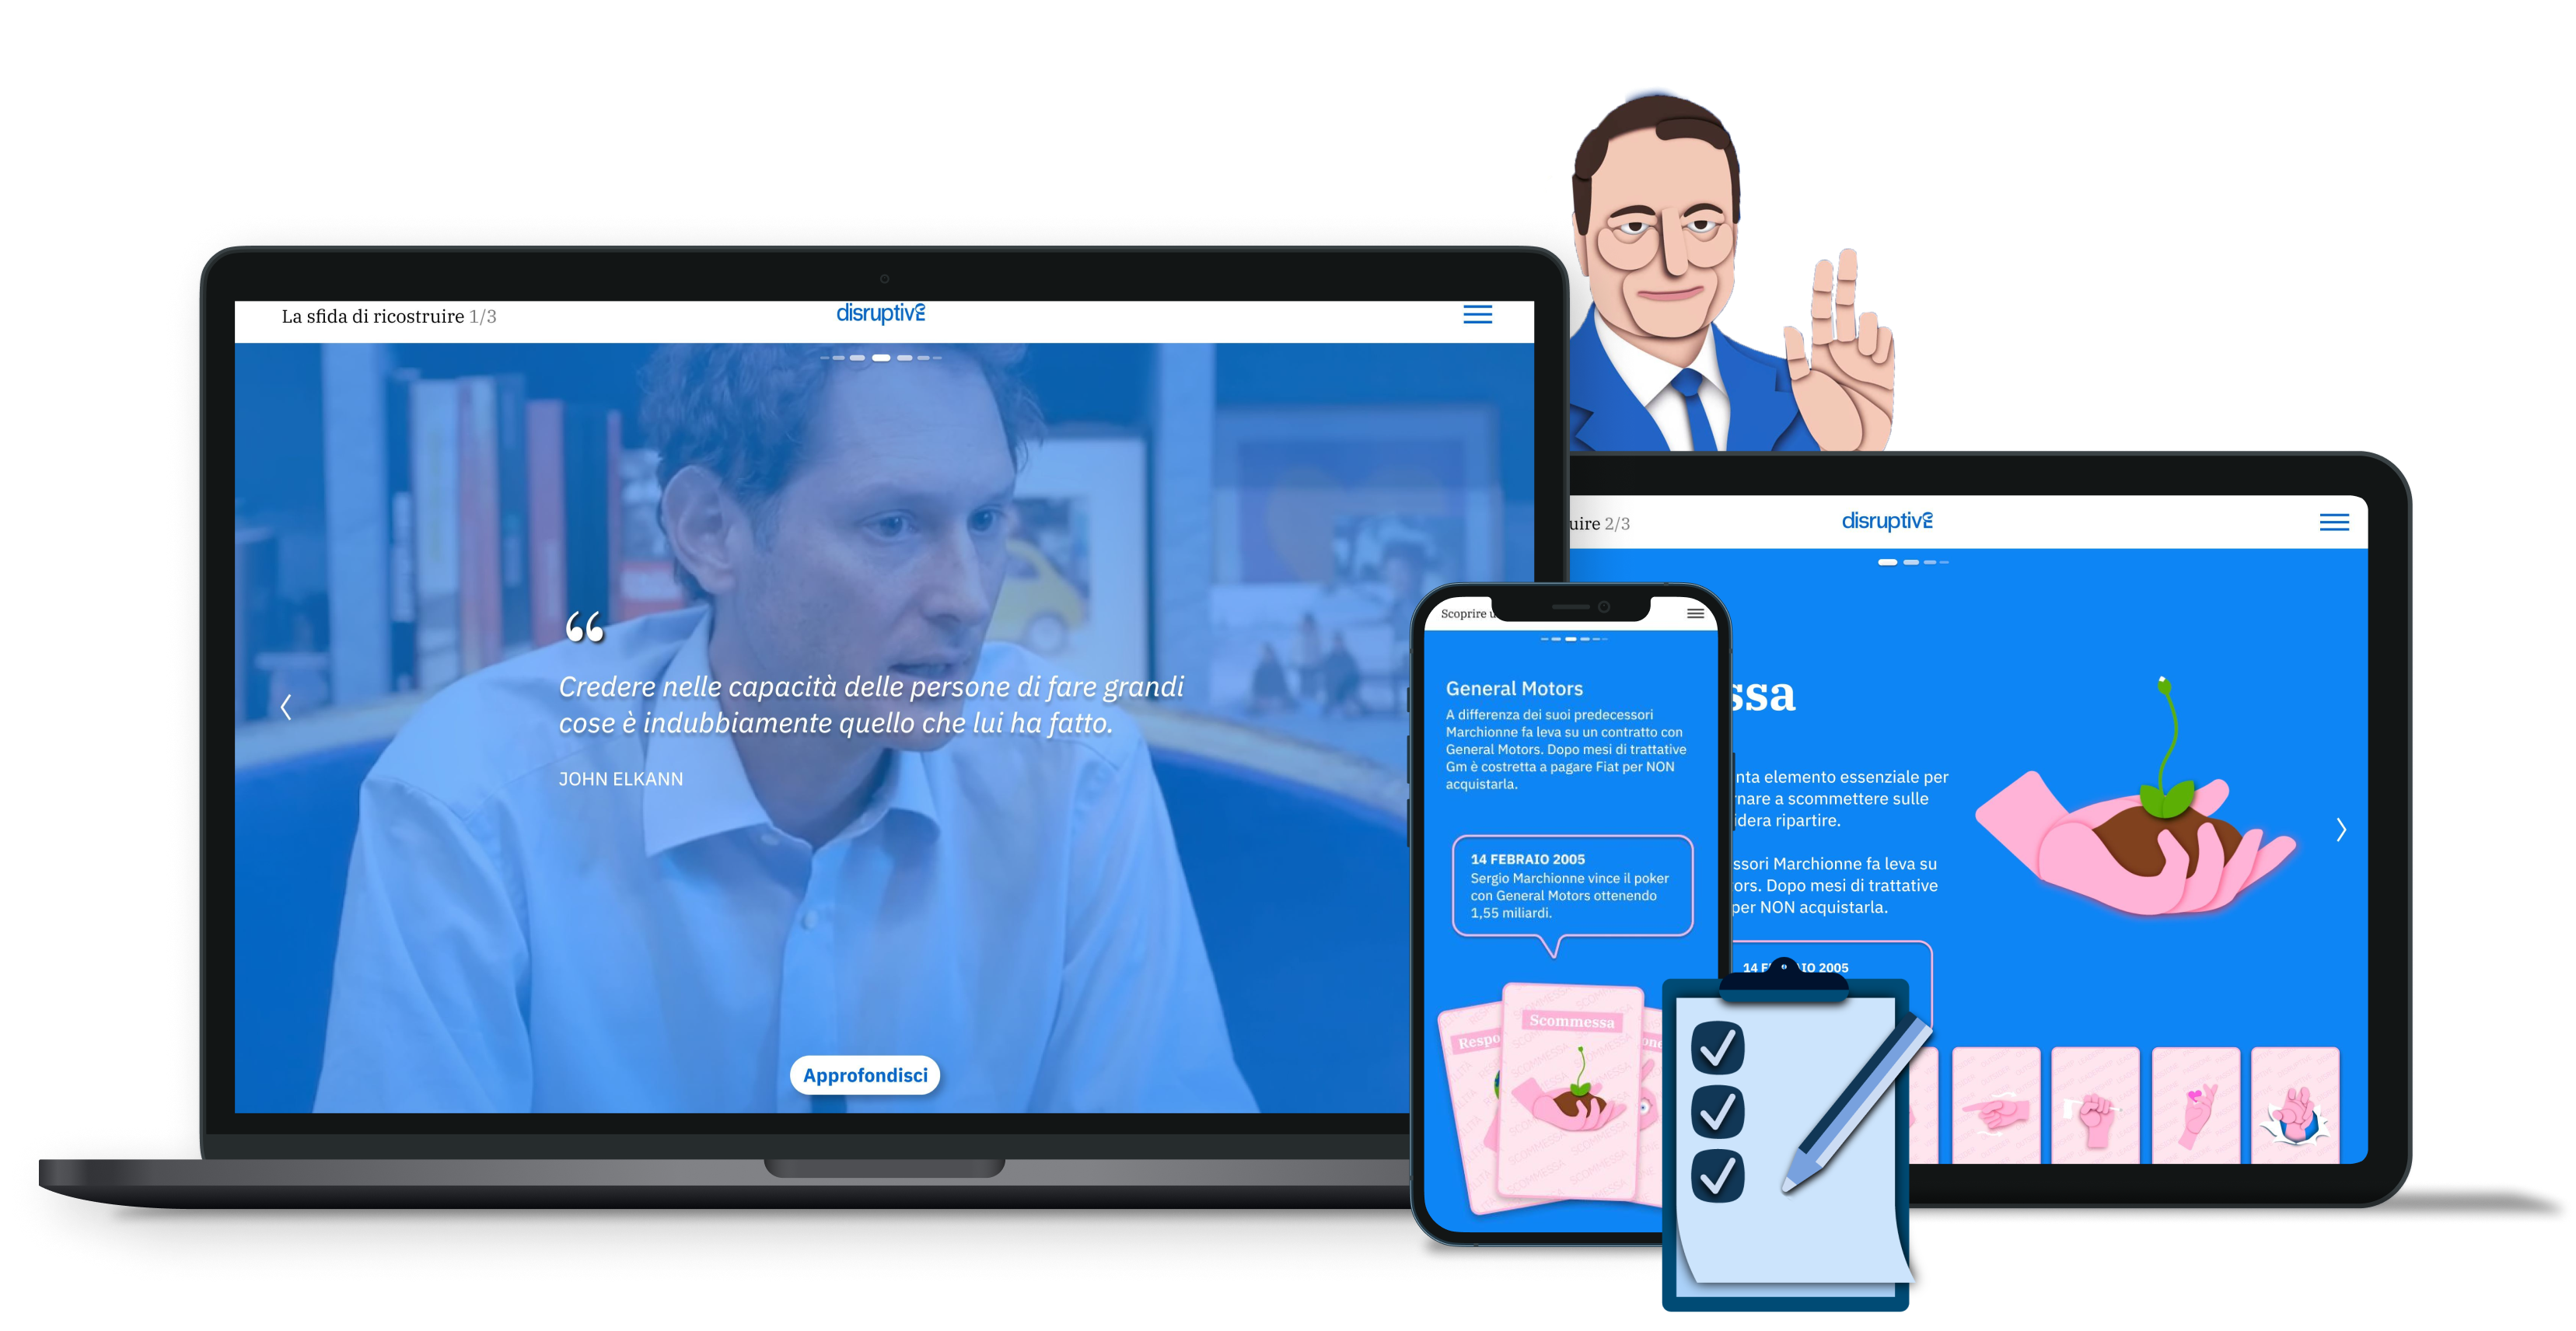 La sfida di ricostruire 1/3
disruptive
“
Credere nelle capacità delle persone di fare grandi
cose è indubbiamente quello che lui ha fatto.
JOHN ELKANN
Approfondisci
uire 2/3
disruptive
ssa
nta elemento essenziale per
rnare a scommettere sulle
idera ripartire.
ssori Marchionne fa leva su
ors. Dopo mesi di trattative
per NON acquistarla.
14 F IO 2005
Scoprire u
General Motors
A differenza dei suoi predecessori
Marchionne fa leva su un contratto con
General Motors. Dopo mesi di trattative
Gm è costretta a pagare Fiat per NON
acquistarla.
14 FEBRAIO 2005
Sergio Marchionne vince il poker
con General Motors ottenendo
1,55 miliardi.
Respo
Scommessa
one
SCOMMESSA